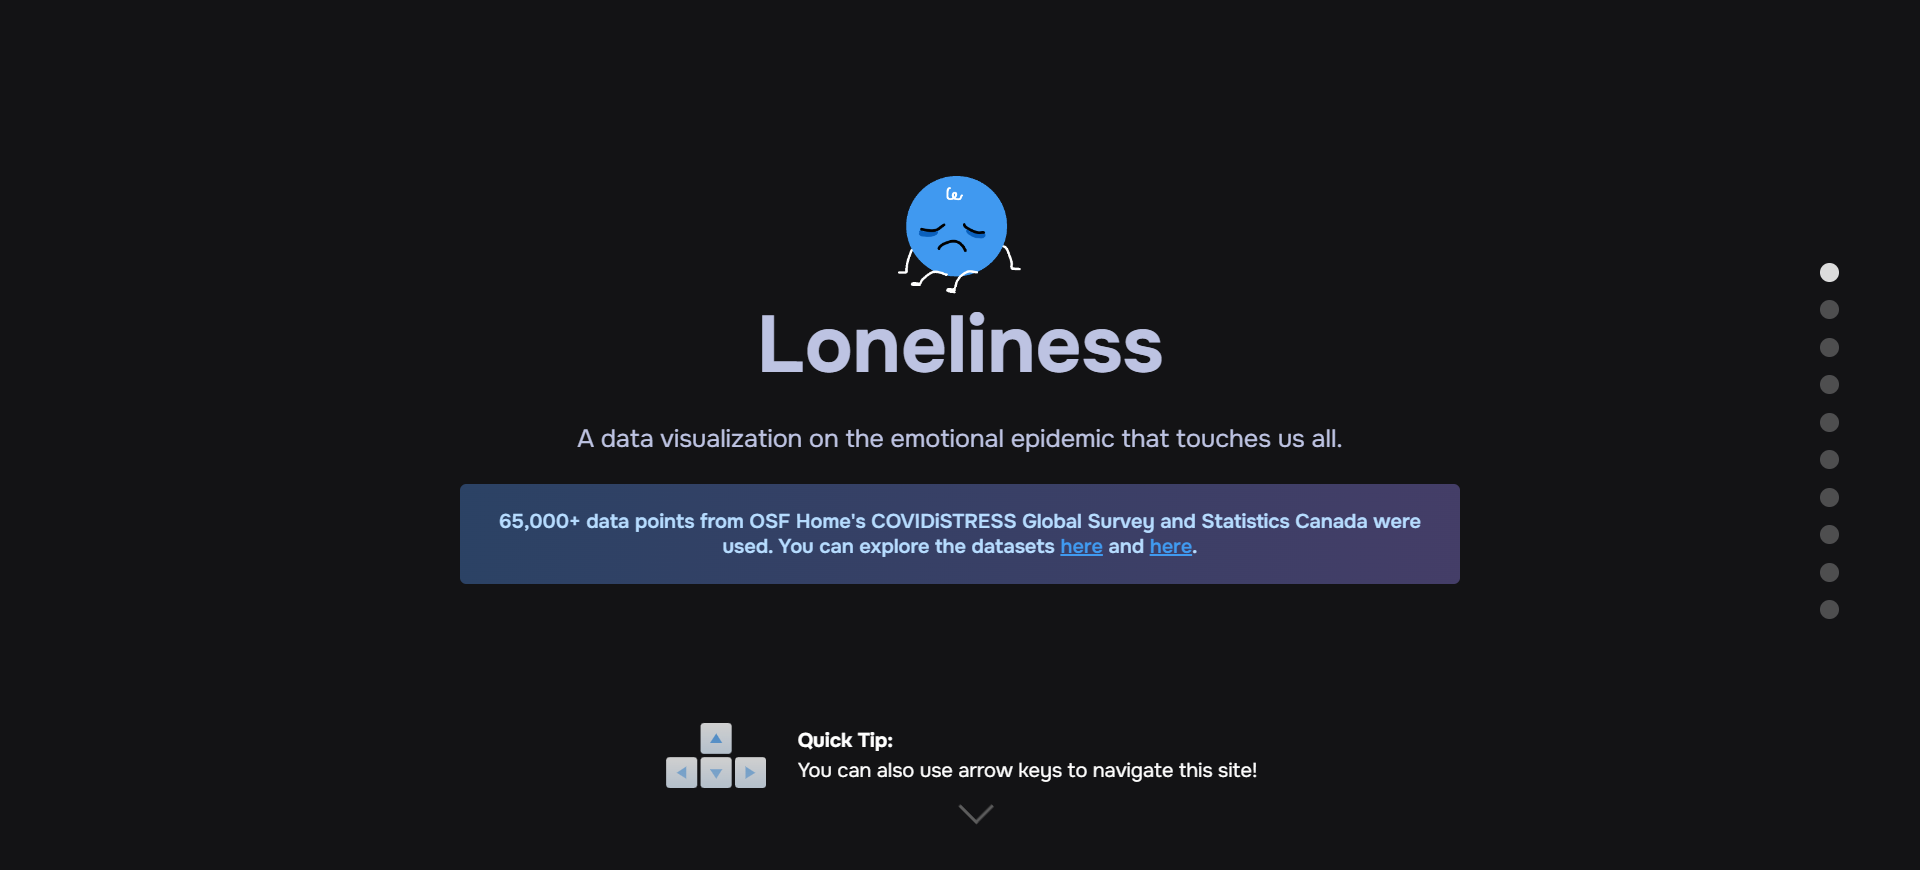 Loneliness
A data visualization on the emotional epidemic that touches us all.
65,000+ data points from OSF Home's COVIDiSTRESS Global Survey and Statistics Canada were
used. You can explore the datasets here and here.
Quick Tip:
You can also use arrow keys to navigate this site!